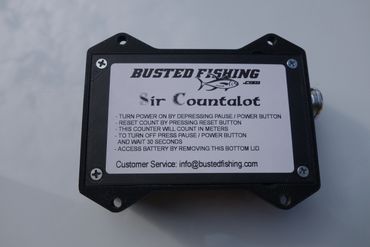 BUSTED FISHING
.com
Sir Countalot
- TURN POWER ON BY DEPRESSING PAUSE / POWER BUTTON
- RESET COUNT BY PRESSING RESET BUTTON
- THIS COUNTER WILL COUNT IN METERS
- TO TURN OFF PRESS PAUSE / POWER BUTTON
AND WAIT 30 SECONDS
- ACCESS BATTERY BY REMOVING THIS BOTTOM LID
Customer Service: info@bustedfishing.com